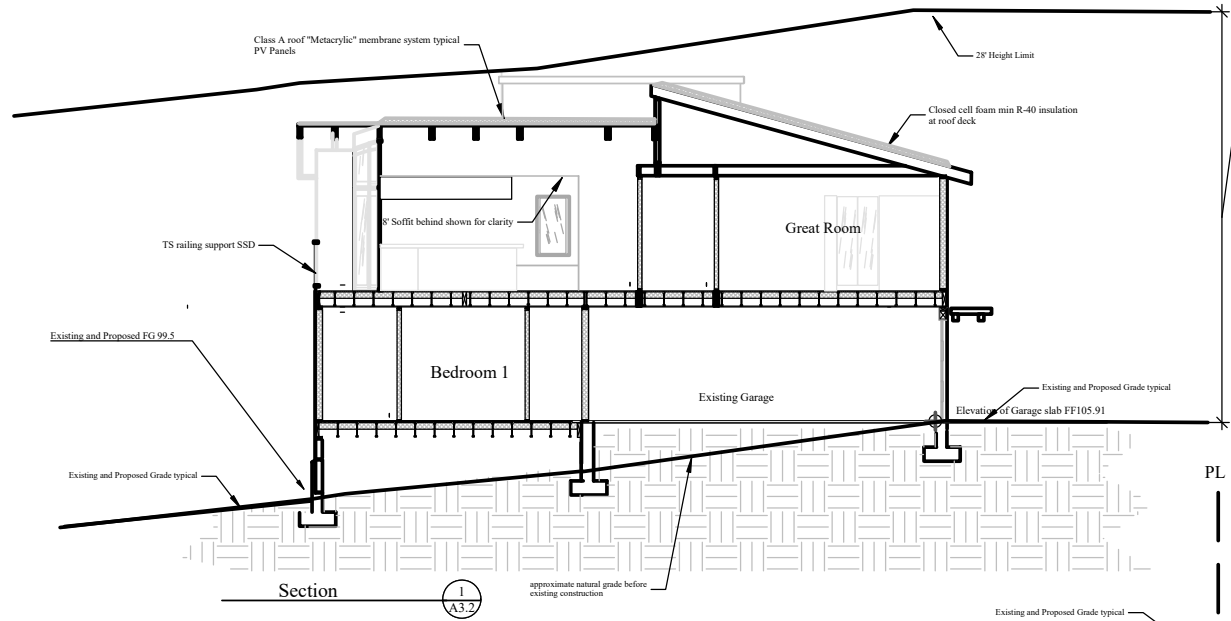 Class A roof "Metacrylic" membrane system typical
PV Panels
28' Height Limit
Closed cell foam min R-40 insulation
at roof deck
8' Soffit behind shown for clarity
Great Room
TS railing support SSD
Existing and Proposed FG 99.5
Bedroom 1
Existing Garage
Existing and Proposed Grade typical
Elevation of Garage slab FF105.91
Existing and Proposed Grade typical
PL
Section
1
A3.2
approximate natural grade before
existing construction
Existing and Proposed Grade typical